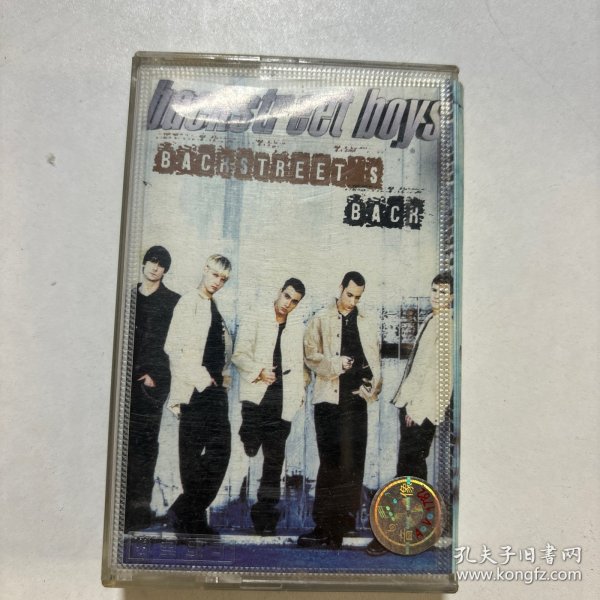 backstreet boys
BACKSTREET'S
BACK
孔夫子旧书网
www.kongfz.com